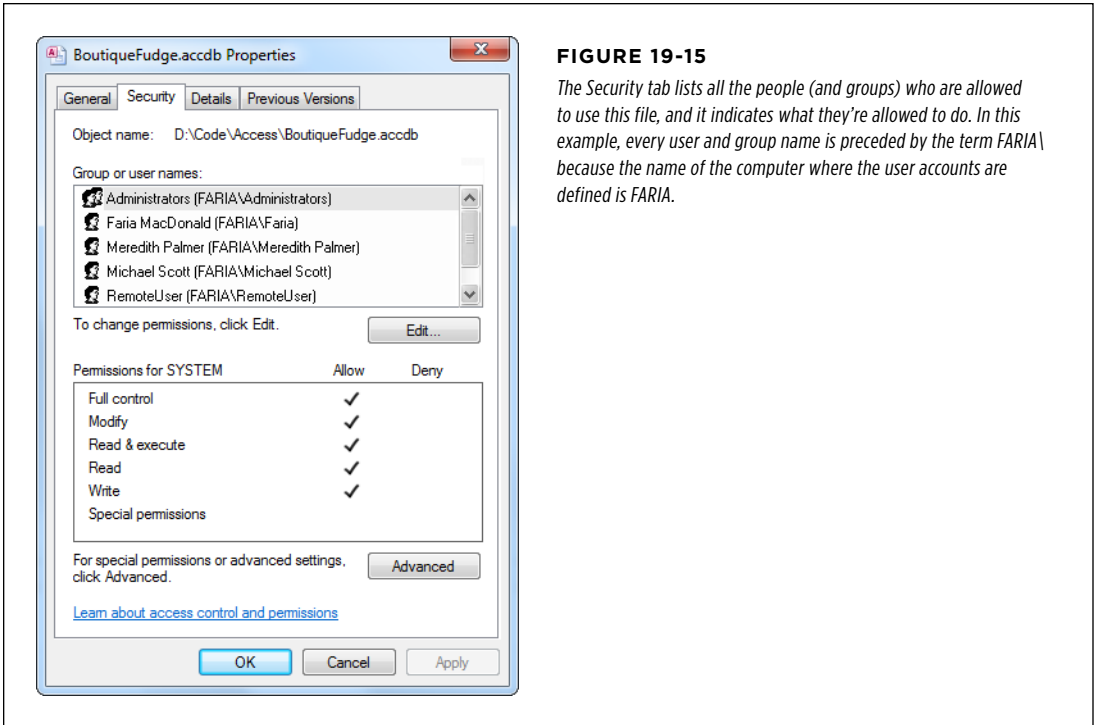 BoutiqueFudge.accdb Properties
General Security Details Previous Versions
Object name: D:\Code\Access\BoutiqueFudge.accdb
Group or user names:
Administrators (FARIA\Administrators)
Faria MacDonald (FARIA\Faria)
Meredith Palmer (FARIA\Meredith Palmer)
Michael Scott (FARIA\Michael Scott)
RemoteUser (FARIA\RemoteUser)
To change permissions, click Edit. Edit...
Permissions for SYSTEM Allow Deny
Full control
Modify
Read & execute
Read
Write
Special permissions
For special permissions or advanced settings,
click Advanced. Advanced
Learn about access control and permissions
OK Cancel Apply
FIGURE 19-15
The Security tab lists all the people (and groups) who are allowed
to use this file, and it indicates what they're allowed to do. In this
example, every user and group name is preceded by the term FARIA\
because the name of the computer where the user accounts are
defined is FARIA.